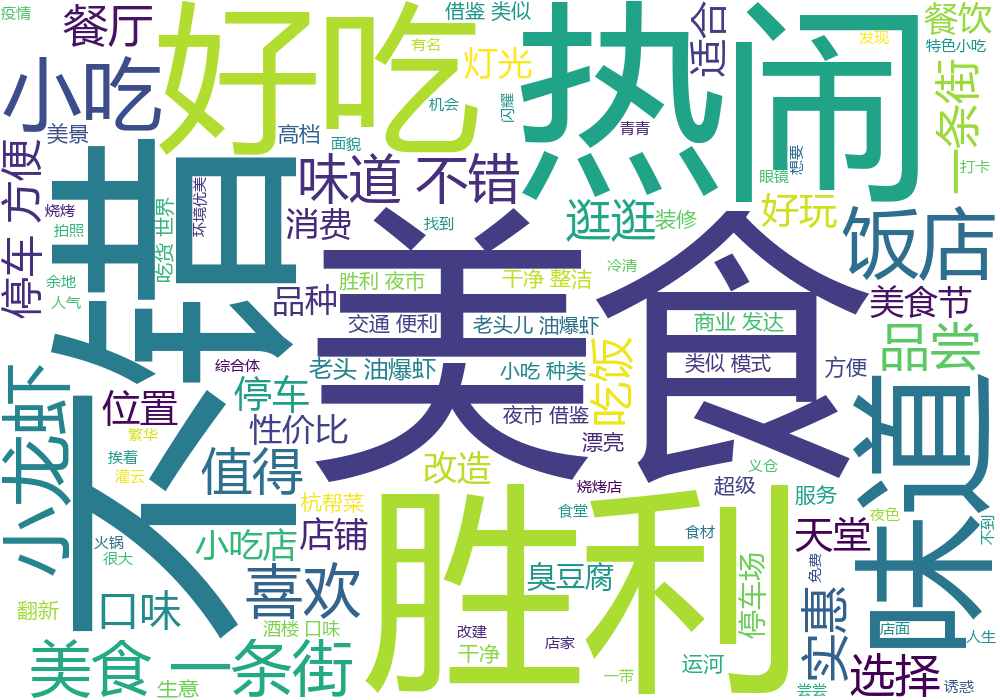 疫情
餐厅
好吃
借鉴 类似
有名
灯光
机会
闪耀
热闹
适合
餐饮
发现
特色小吃
一条街
打卡
小吃
美景
高档
面貌
青青
想要
眼镜
停车 方便
烧烤
拍照
余地
人气
不错
吃货 世界
环境优美
味道 不错
消费
找到
逛逛
装修
好玩
饭店
冷清
美食
胜利 夜市
干净 整洁
品种
交通 便利
老头儿 油爆虾
商业 发达
美食节
品尝
综合体
老头 油爆虾
小吃 种类
类似 模式
方便
小龙虾
位置
停车
吃饭
夜市 借鉴
性价比
漂亮
繁华
挨着
灌云
值得
改造
义仓
味道
烧烤店
超级
服务
杭帮菜
食堂
胜利
夜色
不到
火锅
很大
小吃店
店铺
食材
天堂
停车场
免费
臭豆腐
喜欢
翻新
口味
酒楼 口味
改建
店家
干净
实惠
店面
人生
美食 一条街
生意
一带
运河
选择
尝尝
诱惑